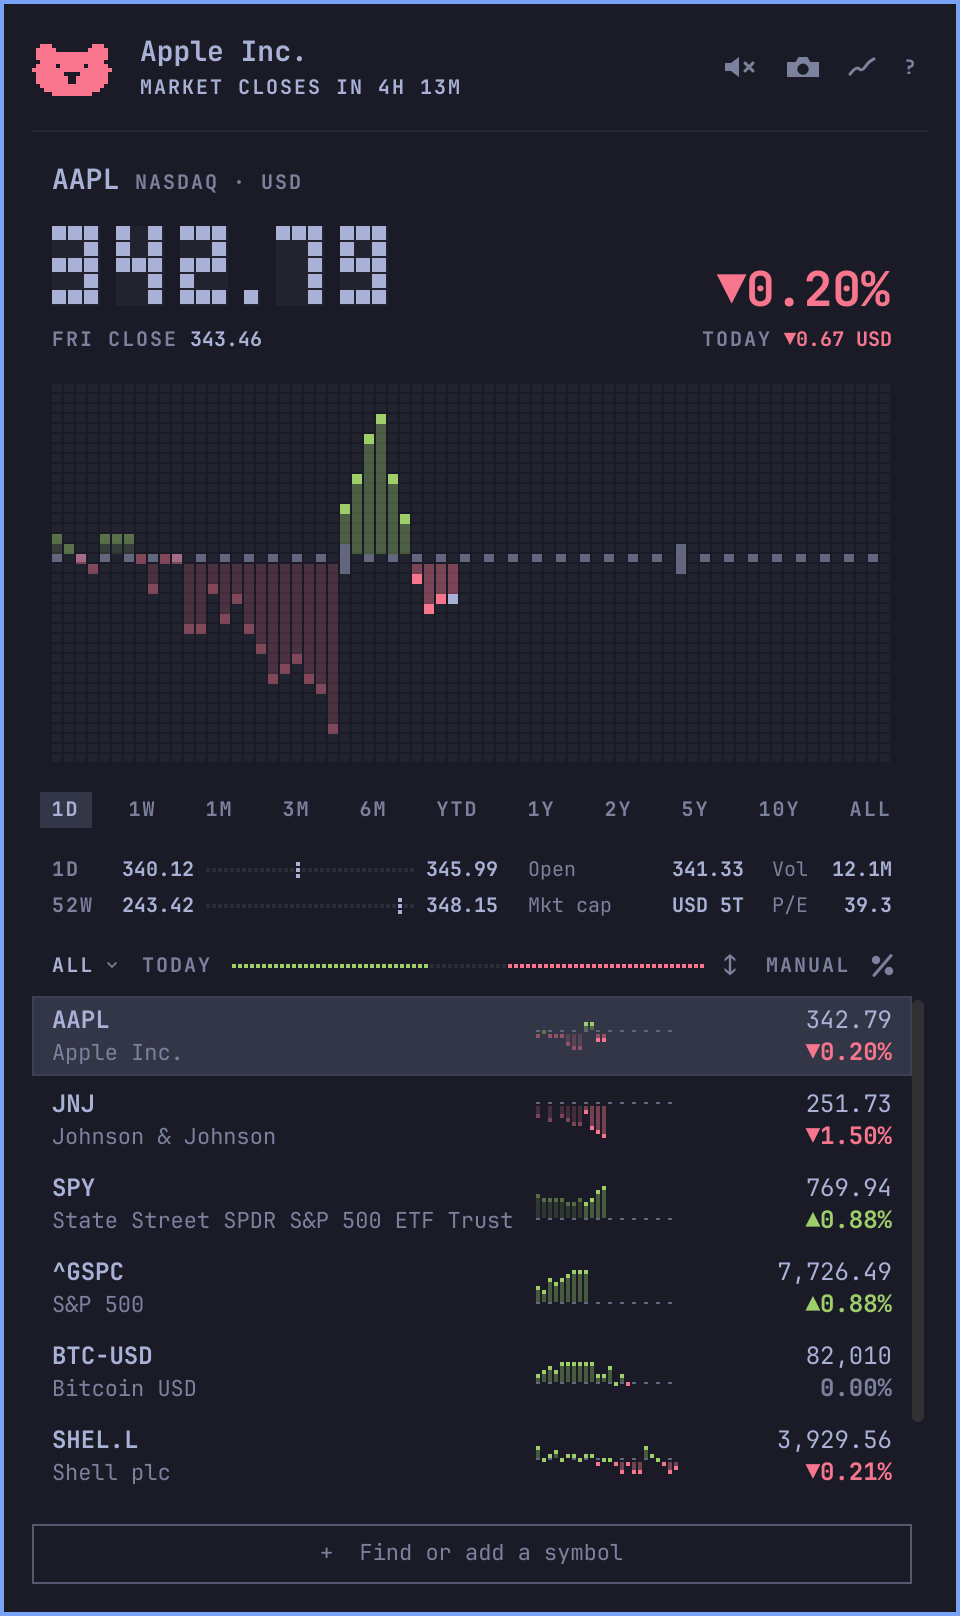 Apple Inc.
MARKET CLOSES IN 4H 13M
?
AAPL NASDAQ · USD
342.79
▼0.20%
FRI CLOSE 343.46
TODAY ▼0.67 USD
1D 1W 1M 3M 6M YTD 1Y 2Y 5Y 10Y ALL
1D 340.12 345.99 Open 341.33 Vol 12.1M
52W 243.42 348.15 Mkt cap USD 5T P/E 39.3
ALL TODAY MANUAL %
AAPL 342.79
Apple Inc. ▼0.20%
JNJ 251.73
Johnson & Johnson ▼1.50%
SPY 769.94
State Street SPDR S&P 500 ETF Trust ▲0.88%
^GSPC 7,726.49
S&P 500 ▲0.88%
BTC-USD 82,010
Bitcoin USD 0.00%
SHEL.L 3,929.56
Shell plc ▼0.21%
+ Find or add a symbol